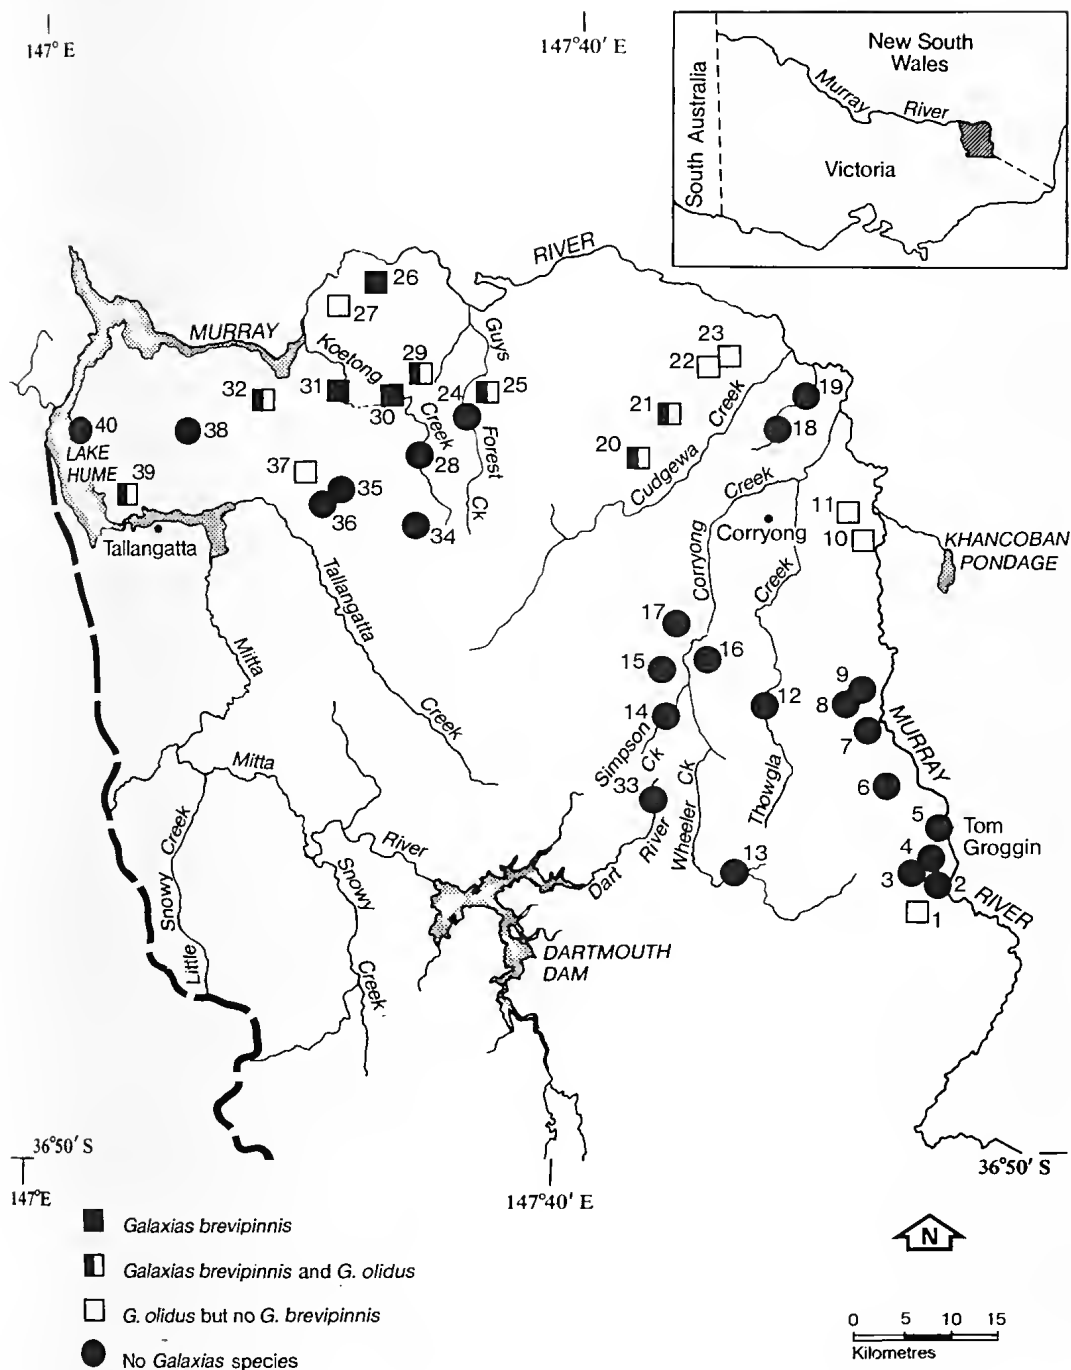 147° E
147°40' E
New South
Wales
South Australia
Murray
River
Victoria
RIVER
26
27
MURRAY
Guys
Koetong
29
23
22
32
31
30
24
25
19
21
Creek
18
40
38
Creek
28
Forest
Ck
20
Cudgewa
LAKE
HUME
39
37
35
36
34
Creek
11
10
Tallangatta
Corryong
Corryong
KHANCOBAN
PONDAGE
Tallangatta
Creek
Creek
Mitta
17
15
16
14
12
9
8
7
MURRAY
Simpson
Ck
Mitta
Thowgla
6
33
Wheeler
Ck
5
Tom
Groggin
Snowy
Creek
River
Snowy
Dart
River
13
4
3
2
RIVER
1
Little
Creek
DARTMOUTH
DAM
36°50' S
36°50' S
147°E
147°40' E
Galaxias brevipinnis
N
Galaxias brevipinnis and G. olidus
G. olidus but no G. brevipinnis
No Galaxias species
0 5 10 15
Kilometres